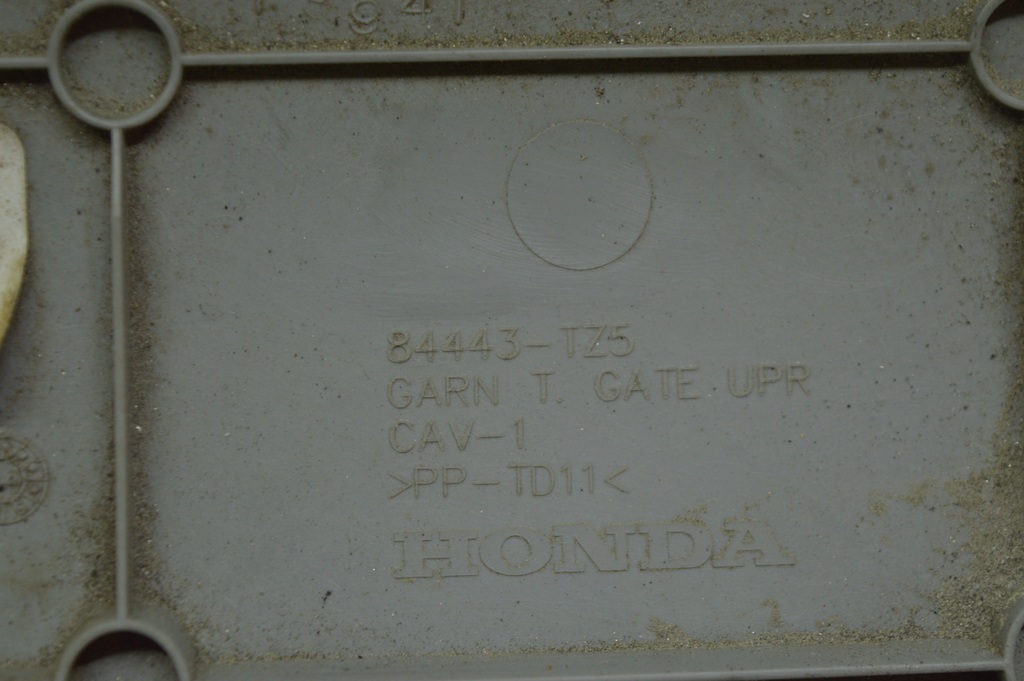 84443-TZ5
GARN T. GATE UPR
CAV-1
>PP-TD11<
HONDA